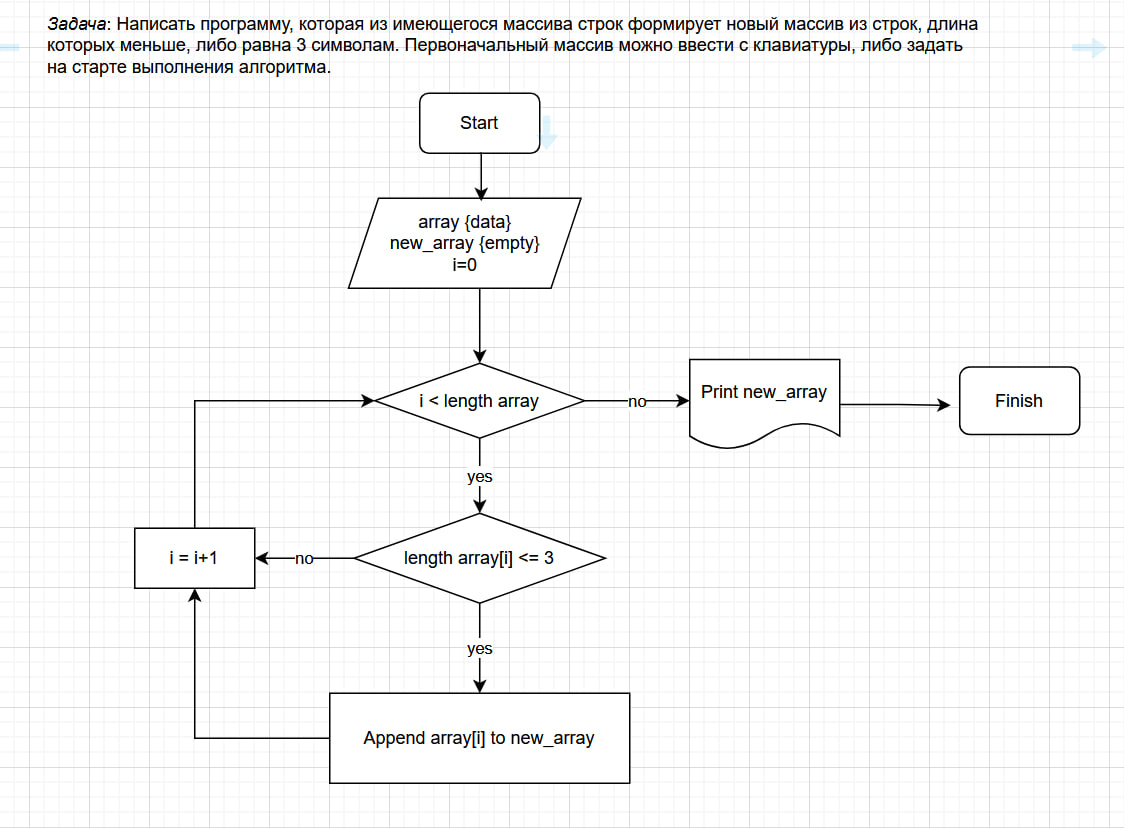 Задача: Написать программу, которая из имеющегося массива строк формирует новый массив из строк, длина
которых меньше, либо равна 3 символам. Первоначальный массив можно ввести с клавиатуры, либо задать
на старте выполнения алгоритма.
Start
array {data}
new_array {empty}
i=0
i < length array
no
Print new_array
Finish
yes
i = i+1
no
length array[i] <= 3
yes
Append array[i] to new_array